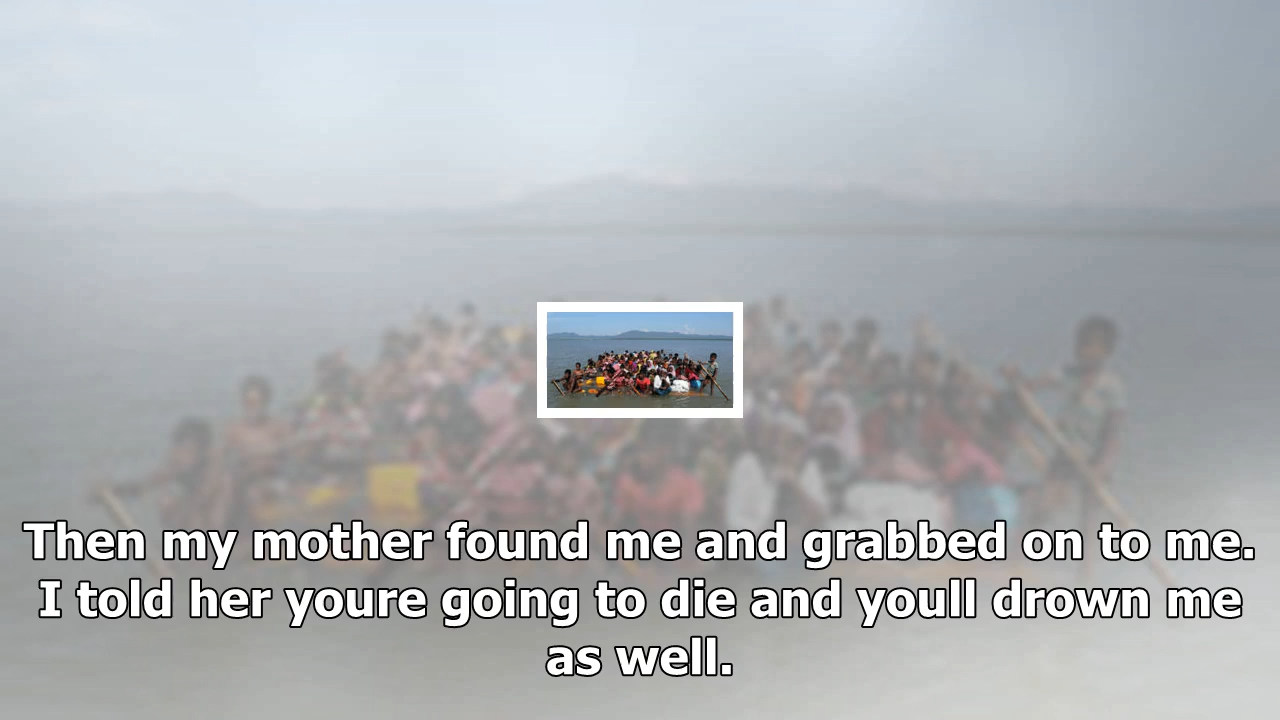 Then my mother found me and grabbed on to me.
I told her youre going to die and youll drown me
as well.